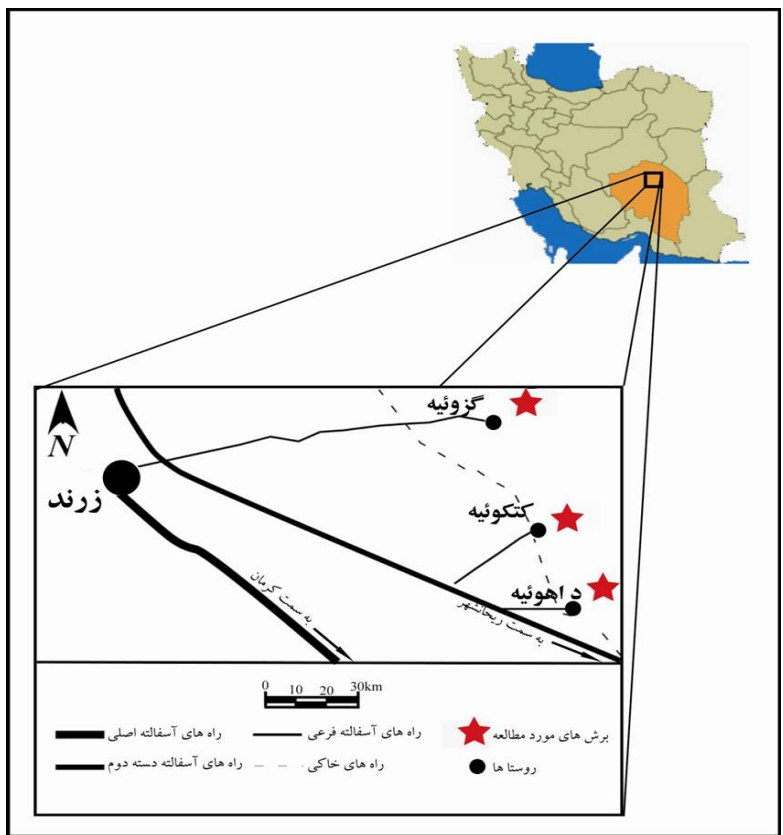 گزوئیه
N
زرند
کتکوئیه
داهوئیه
به سمت کرمان
به سمت ریحانشهر
0 10 20 30km
برش های مورد مطالعه
راه های آسفالته فرعی
راه های آسفالته اصلی
روستا ها
راه های خاکی
راه های آسفالته دسته دوم